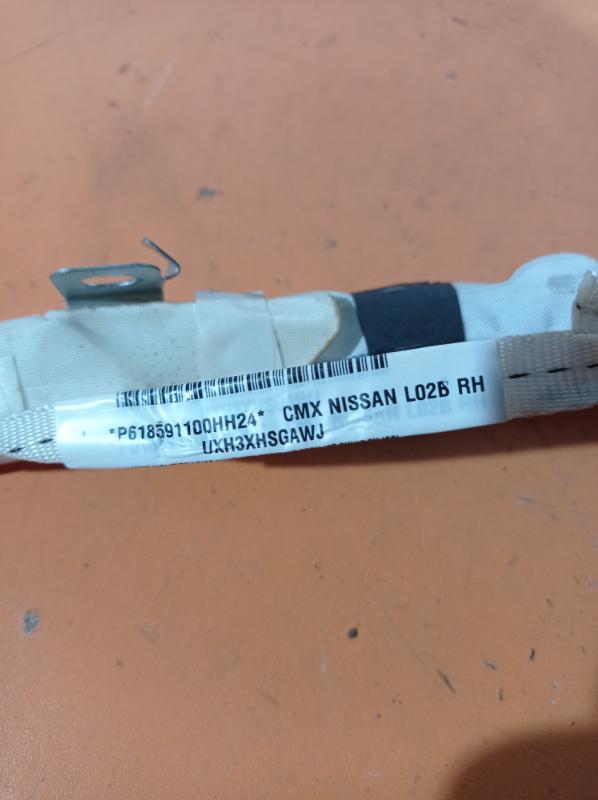 *P618591100HH24* CMX NISSAN L02B RH
UXH3XHSGAWJ